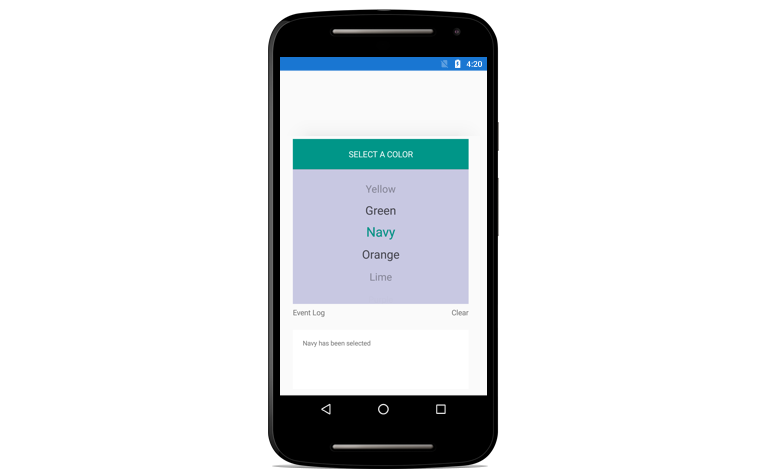 4:20
SELECT A COLOR
Yellow
Green
Navy
Orange
Lime
Event Log Clear
Navy has been selected